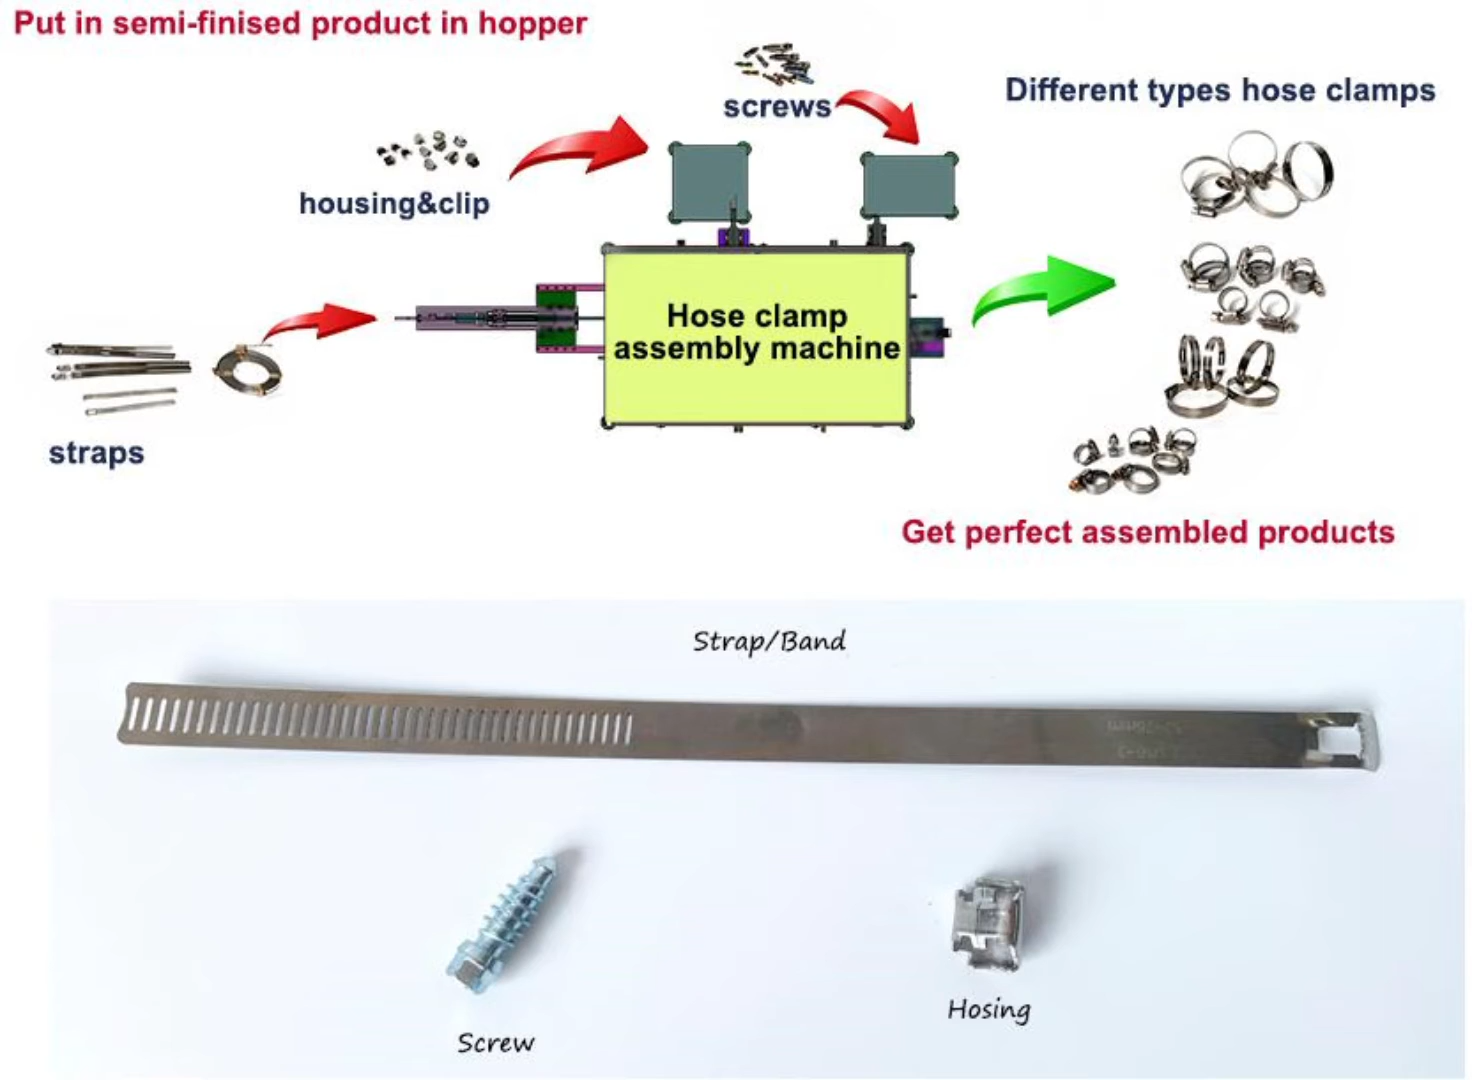 Put in semi-finised product in hopper
screws
Different types hose clamps
housing&clip
Hose clamp
assembly machine
straps
Get perfect assembled products
Strap/Band
Screw
Hosing